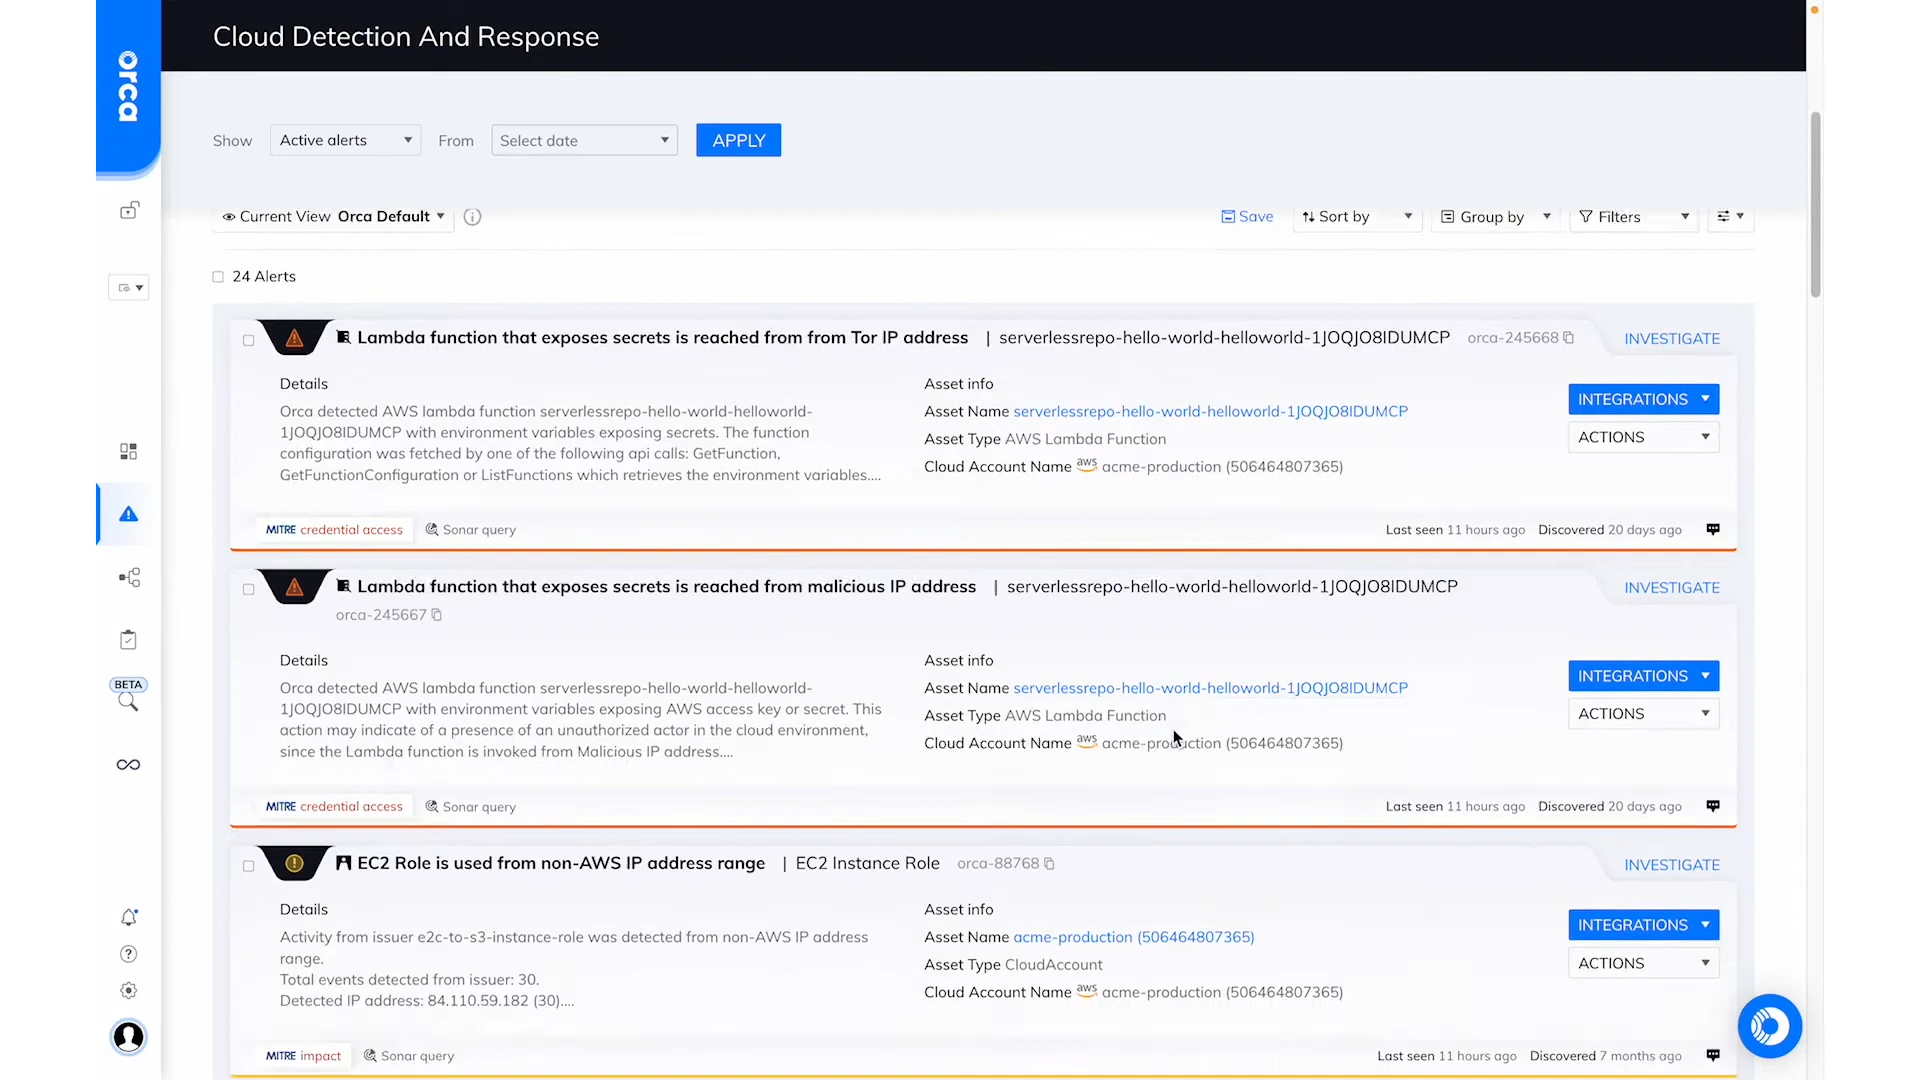 orca
Cloud Detection And Response
Show Active alerts From Select date APPLY
Current View Orca Default Save Sort by Group by Filters
24 Alerts
Lambda function that exposes secrets is reached from from Tor IP address | serverlessrepo-hello-world-helloworld-1JOQJO8IDUMCP orca-245668 INVESTIGATE
Details
Orca detected AWS lambda function serverlessrepo-hello-world-helloworld-
1JOQJO8IDUMCP with environment variables exposing secrets. The function
configuration was fetched by one of the following api calls: GetFunction,
GetFunctionConfiguration or ListFunctions which retrieves the environment variables....
Asset info
Asset Name serverlessrepo-hello-world-helloworld-1JOQJO8IDUMCP
Asset Type AWS Lambda Function
Cloud Account Name aws acme-production (506464807365)
INTEGRATIONS
ACTIONS
MITRE credential access Sonar query Last seen 11 hours ago Discovered 20 days ago
Lambda function that exposes secrets is reached from malicious IP address | serverlessrepo-hello-world-helloworld-1JOQJO8IDUMCP INVESTIGATE
orca-245667
Details
Orca detected AWS lambda function serverlessrepo-hello-world-helloworld-
1JOQJO8IDUMCP with environment variables exposing AWS access key or secret. This
action may indicate of a presence of an unauthorized actor in the cloud environment,
since the Lambda function is invoked from Malicious IP address....
Asset info
Asset Name serverlessrepo-hello-world-helloworld-1JOQJO8IDUMCP
Asset Type AWS Lambda Function
Cloud Account Name aws acme-production (506464807365)
INTEGRATIONS
ACTIONS
MITRE credential access Sonar query Last seen 11 hours ago Discovered 20 days ago
BETA
EC2 Role is used from non-AWS IP address range | EC2 Instance Role orca-88768 INVESTIGATE
Details
Activity from issuer e2c-to-s3-instance-role was detected from non-AWS IP address
range.
Total events detected from issuer: 30.
Detected IP address: 84.110.59.182 (30)....
Asset info
Asset Name acme-production (506464807365)
Asset Type CloudAccount
Cloud Account Name aws acme-production (506464807365)
INTEGRATIONS
ACTIONS
MITRE impact Sonar query Last seen 11 hours ago Discovered 7 months ago